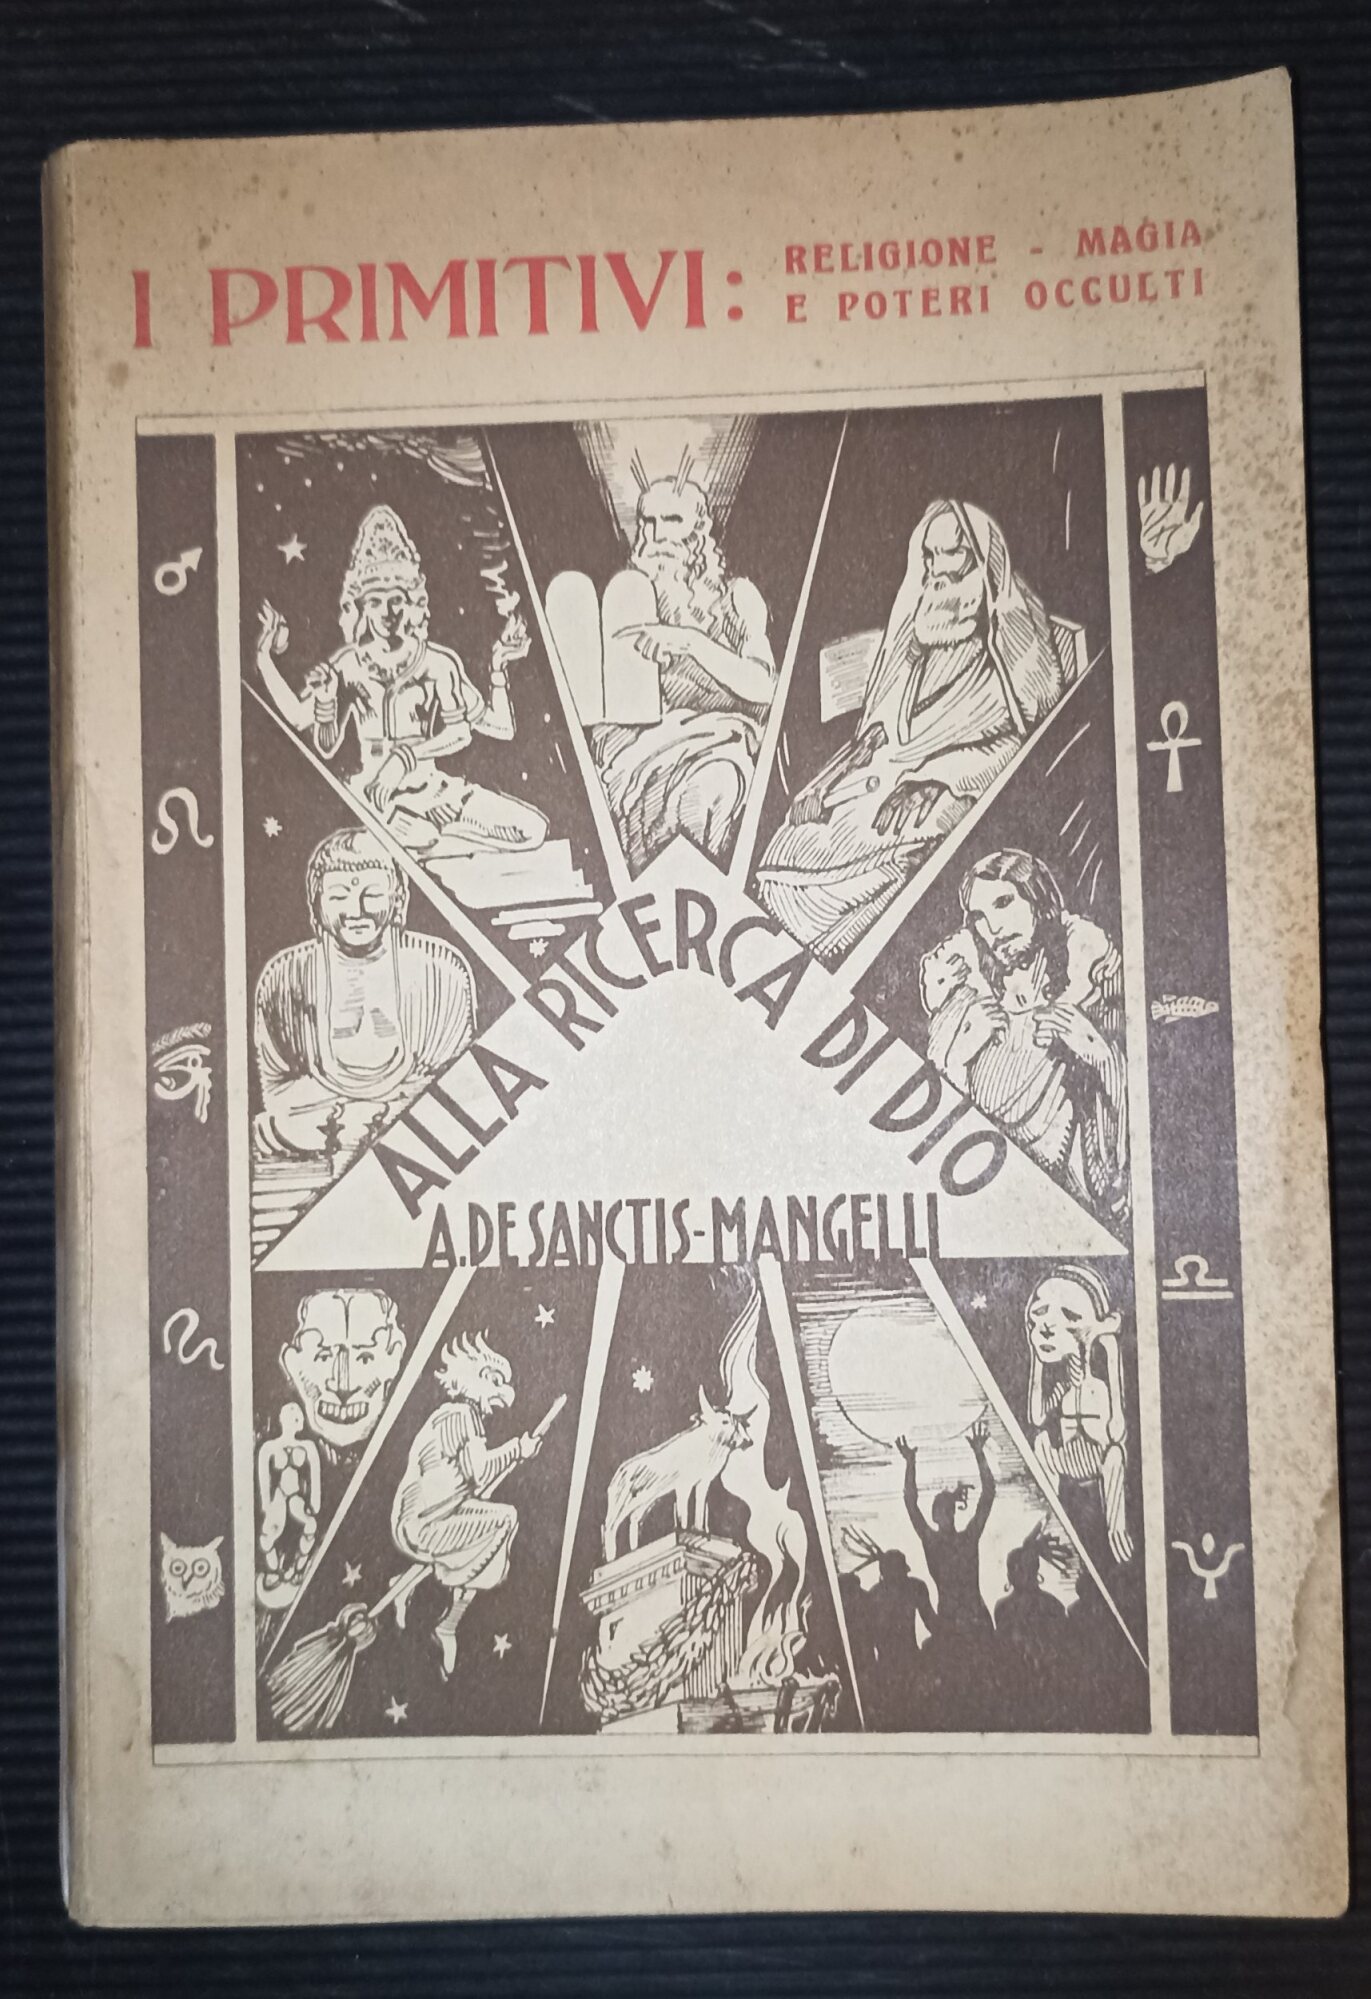 I PRIMITIVI:
RELIGIONE - MAGIA
E POTERI OCCULTI
ALLA RICERCA DI DIO
A. DE SANCTIS-MANGELLI